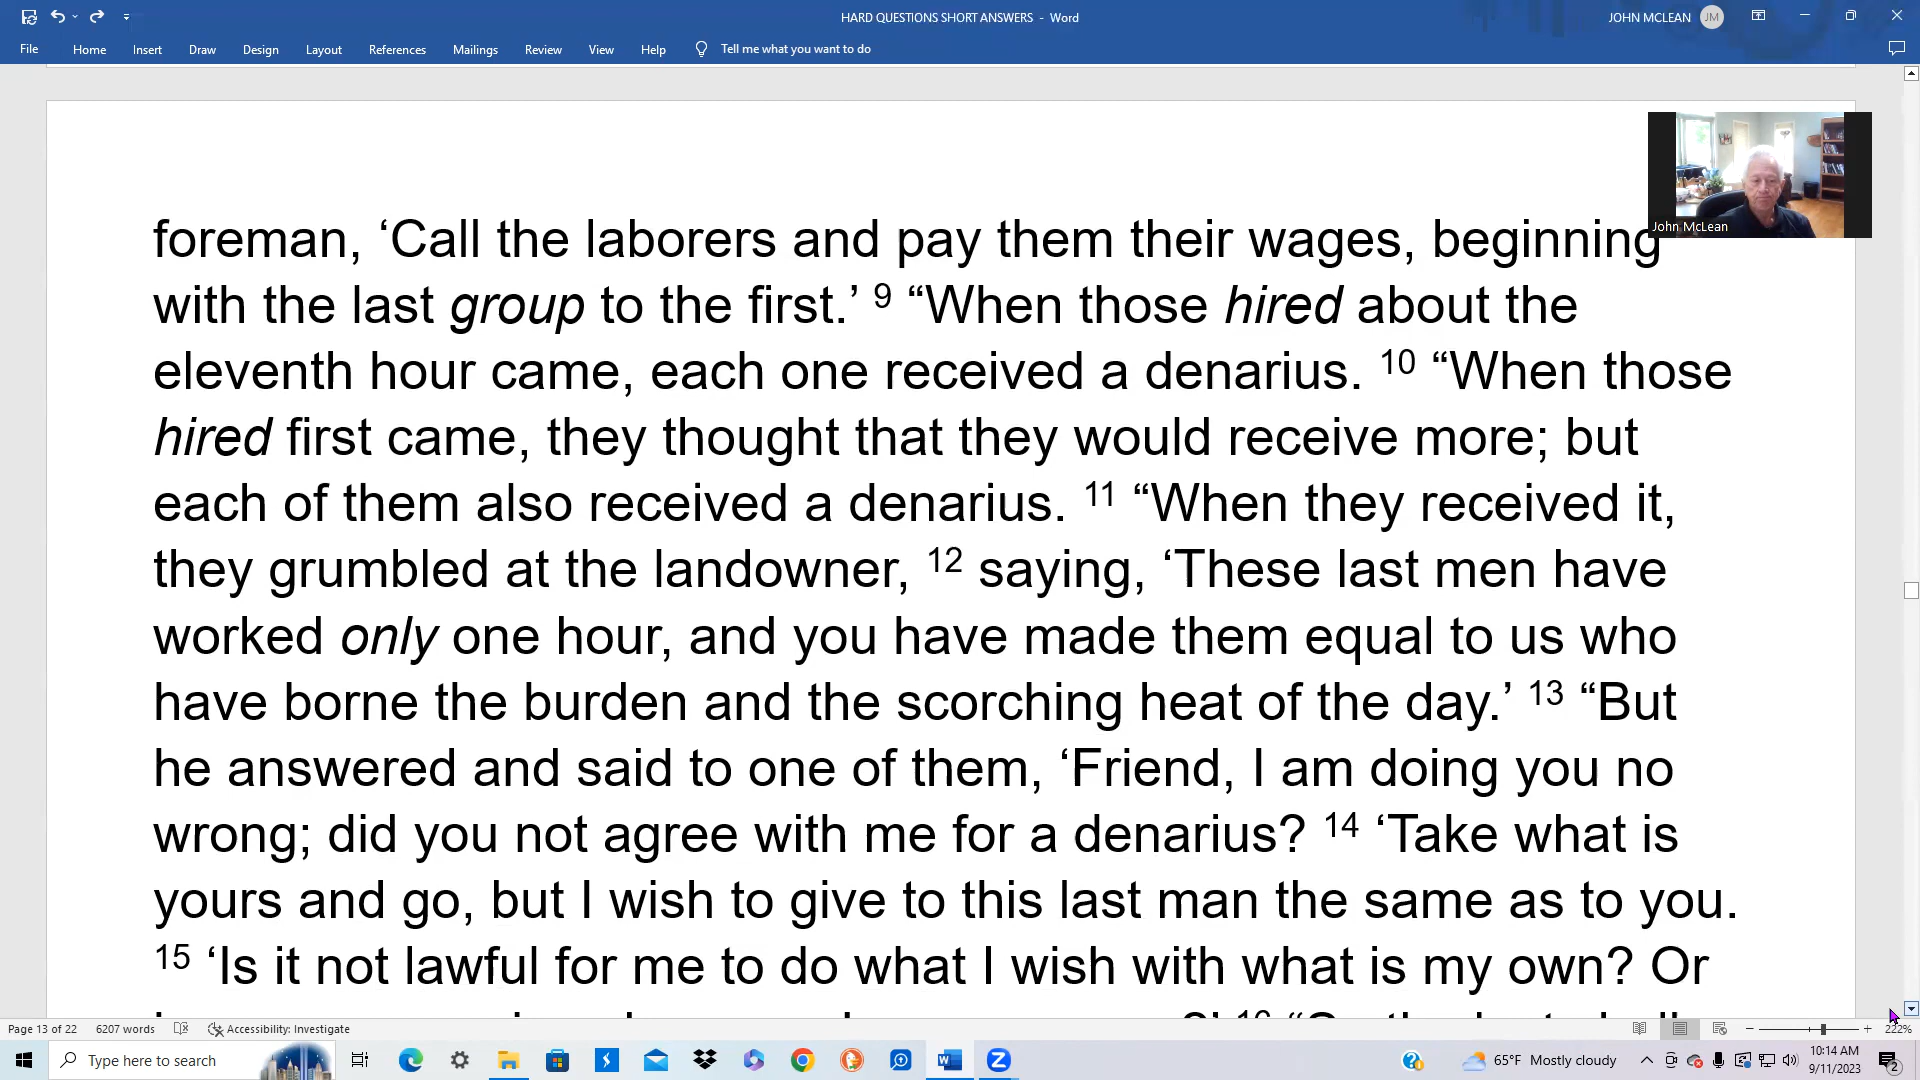 HARD QUESTIONS SHORT ANSWERS - Word
JOHN MCLEAN JM
File Home Insert Draw Design Layout References Mailings Review View Help Tell me what you want to do
John McLean
foreman, ‘Call the laborers and pay them their wages, beginning
with the last group to the first.’ 9 “When those hired about the
eleventh hour came, each one received a denarius. 10 “When those
hired first came, they thought that they would receive more; but
each of them also received a denarius. 11 “When they received it,
they grumbled at the landowner, 12 saying, ‘These last men have
worked only one hour, and you have made them equal to us who
have borne the burden and the scorching heat of the day.’ 13 “But
he answered and said to one of them, ‘Friend, I am doing you no
wrong; did you not agree with me for a denarius? 14 ‘Take what is
yours and go, but I wish to give to this last man the same as to you.
15 ‘Is it not lawful for me to do what I wish with what is my own? Or
Page 13 of 22 6207 words Accessibility: Investigate 222%
Type here to search 65°F Mostly cloudy 10:14 AM
9/11/2023 2